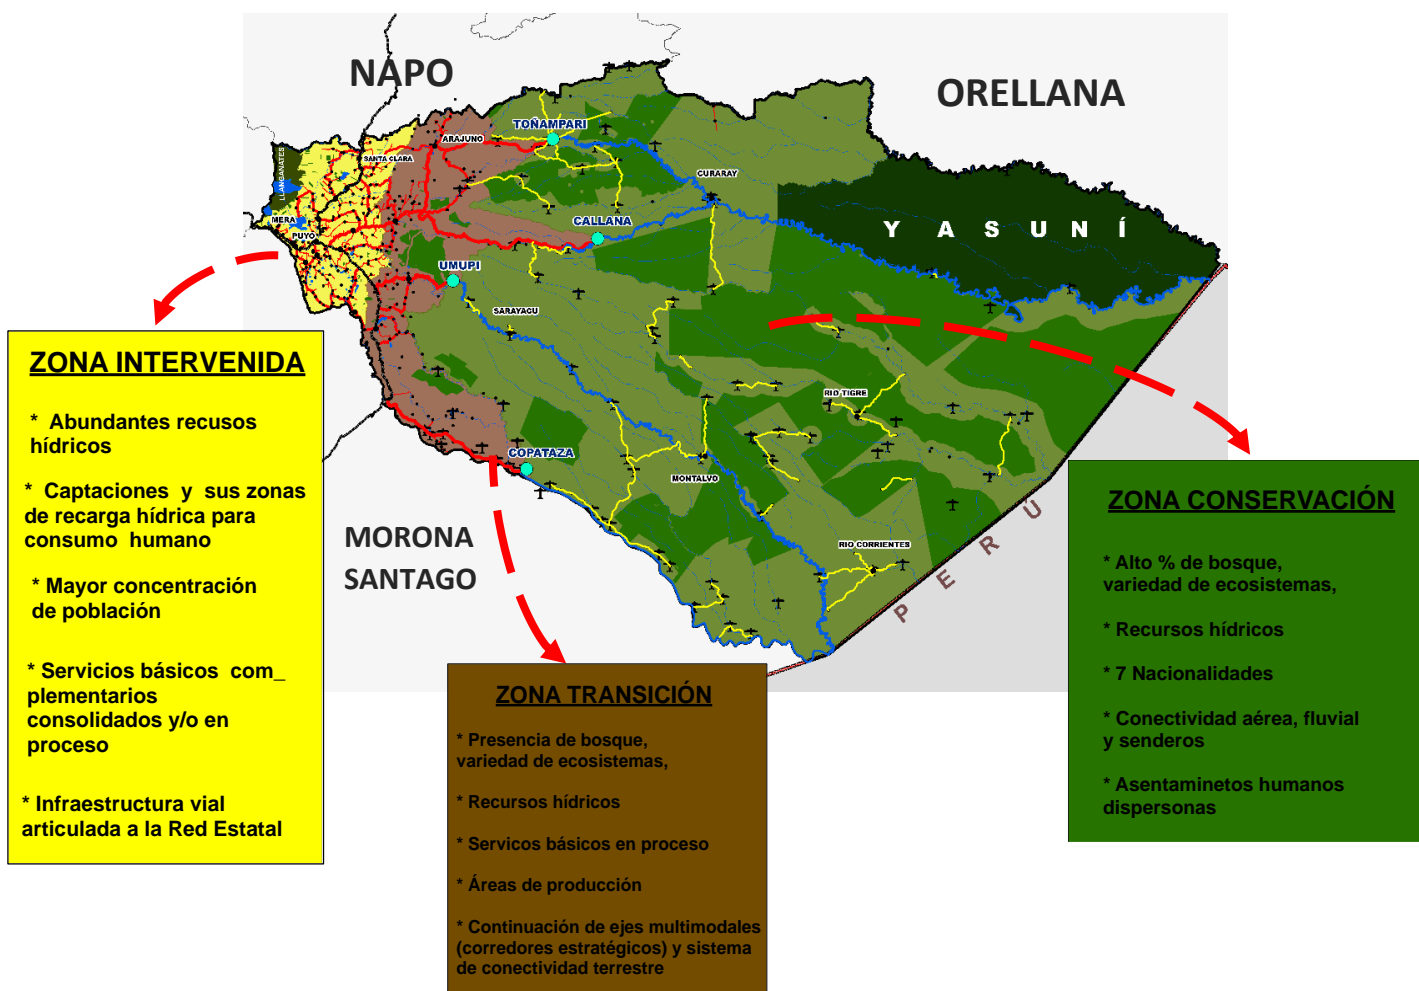 NAPO
ORELLANA
TOÑAMPARI
ARAJUNO
SANTA CLARA
LLANGANATES
CURARAY
MERA
CALLANA
Y A S U N Í
PUYO
UMUPI
SARAYACU
RIO TIGRE
COPATAZA
MONTALVO
RIO CORRIENTES
MORONA
SANTAGO
P E R Ú
ZONA INTERVENIDA
* Abundantes recusos
hídricos
* Captaciones y sus zonas
de recarga hídrica para
consumo humano
* Mayor concentración
de población
* Servicios básicos com_
plementarios
consolidados y/o en
proceso
* Infraestructura vial
articulada a la Red Estatal
ZONA TRANSICIÓN
* Presencia de bosque,
variedad de ecosistemas,
* Recursos hídricos
* Servicos básicos en proceso
* Áreas de producción
* Continuación de ejes multimodales
(corredores estratégicos) y sistema
de conectividad terrestre
ZONA CONSERVACIÓN
* Alto % de bosque,
variedad de ecosistemas,
* Recursos hídricos
* 7 Nacionalidades
* Conectividad aérea, fluvial
y senderos
* Asentaminetos humanos
dispersonas